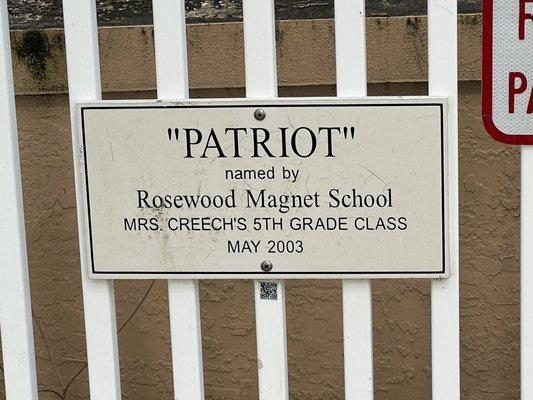 "PATRIOT"
named by
Rosewood Magnet School
MRS. CREECH'S 5TH GRADE CLASS
MAY 2003